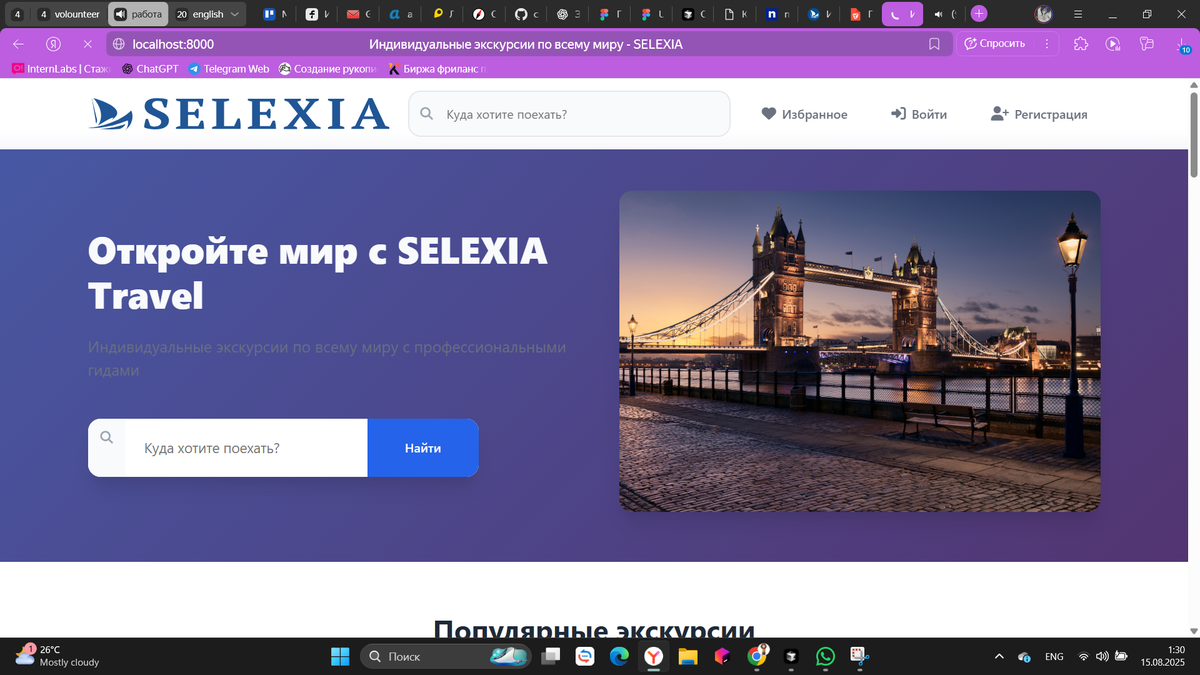 4
4 volounteer
работа
20 english
localhost:8000
Индивидуальные экскурсии по всему миру - SELEXIA
Спросить
10
InternLabs | Стаж
ChatGPT
Telegram Web
Создание рукопи
Биржа фриланс
SELEXIA
Куда хотите поехать?
Избранное
Войти
Регистрация
Откройте мир с SELEXIA
Travel
Индивидуальные экскурсии по всему миру с профессиональными
гидами
Куда хотите поехать?
Найти
Популярные экскурсии
1
26°C
Mostly cloudy
Поиск
ENG
1:30
15.08.2025